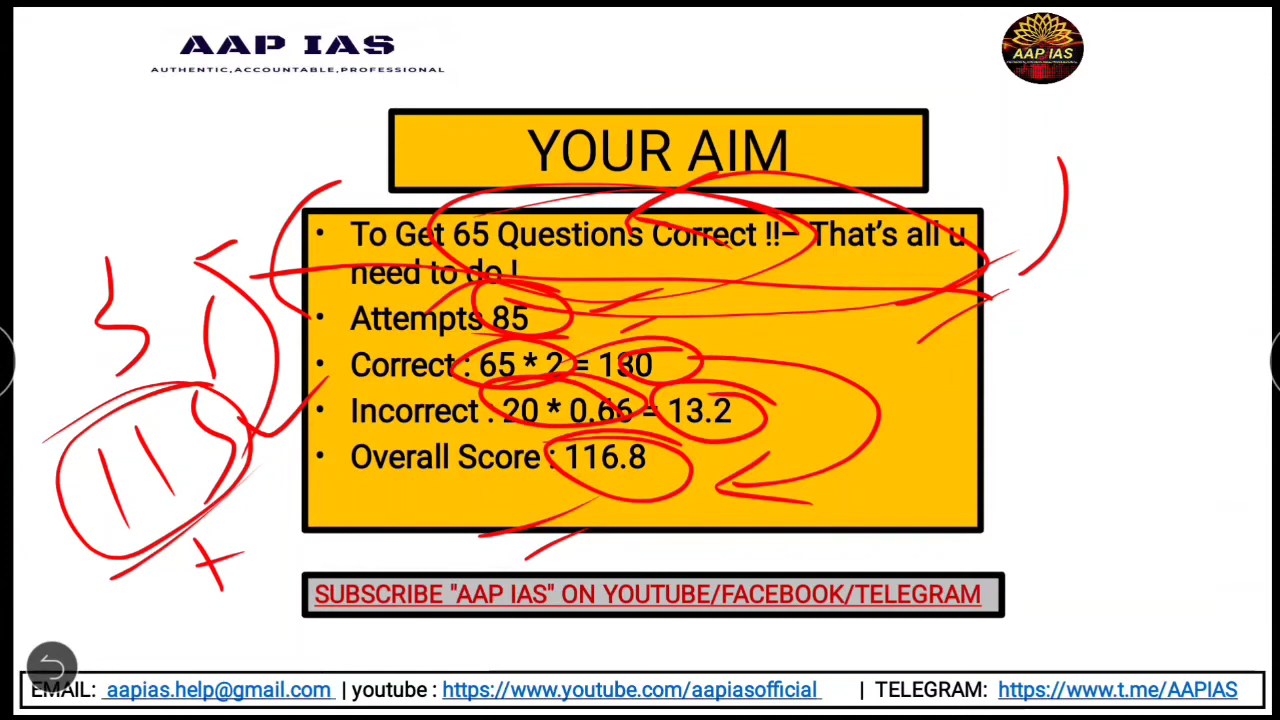 AAP IAS
AUTHENTIC,ACCOUNTABLE,PROFESSIONAL
AAP IAS
YOUR AIM
• To Get 65 Questions Correct !!– That's all u
need to do !
• Attempts 85
• Correct : 65 * 2 = 130
• Incorrect : 20 * 0.66 = 13.2
• Overall Score : 116.8
115
+
SUBSCRIBE "AAP IAS" ON YOUTUBE/FACEBOOK/TELEGRAM
EMAIL: aapias.help@gmail.com | youtube : https://www.youtube.com/aapiasofficial | TELEGRAM: https://www.t.me/AAPIAS